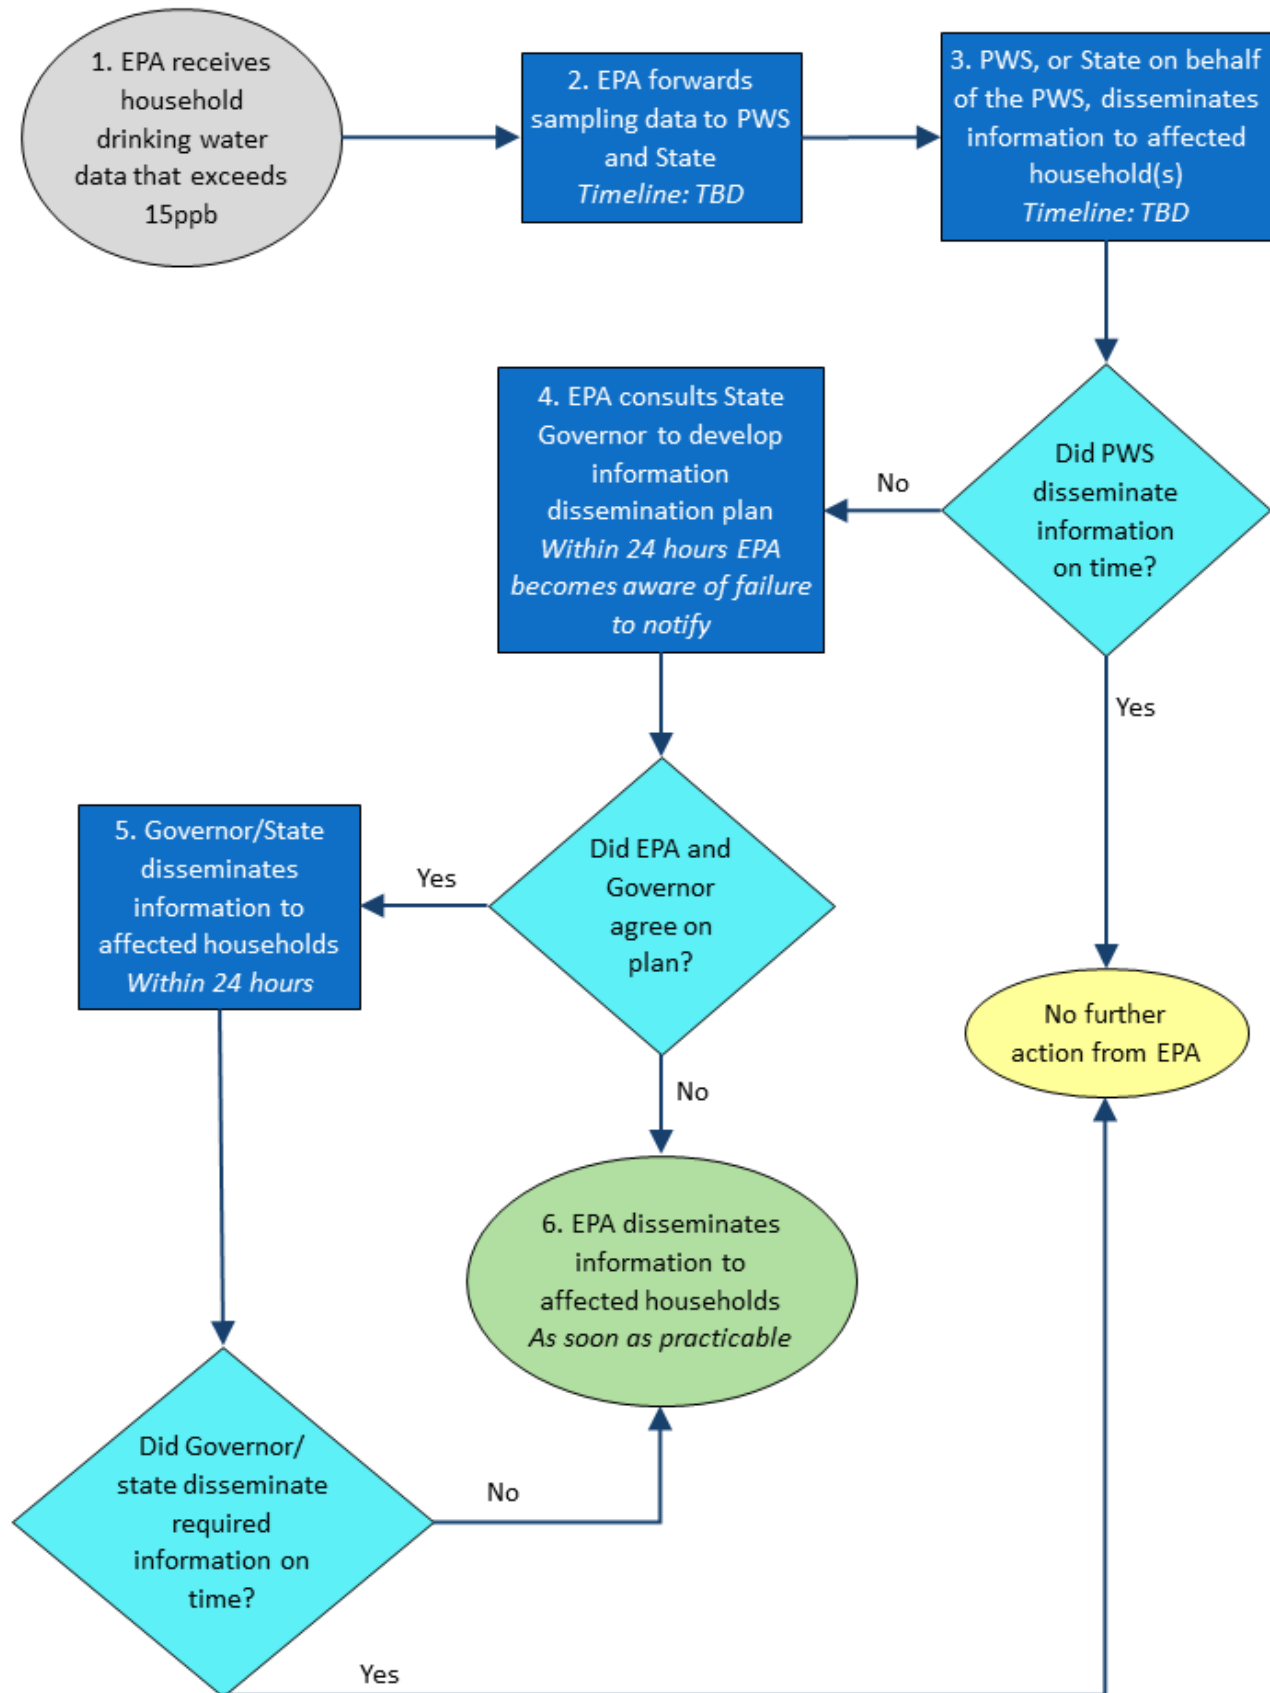 1. EPA receives
household
drinking water
data that exceeds
15ppb
2. EPA forwards
sampling data to PWS
and State
Timeline: TBD
3. PWS, or State on behalf
of the PWS, disseminates
information to affected
household(s)
Timeline: TBD
Did PWS
disseminate
information
on time?
No
Yes
4. EPA consults State
Governor to develop
information
dissemination plan
Within 24 hours EPA
becomes aware of failure
to notify
Did EPA and
Governor
agree on
plan?
Yes
No
5. Governor/State
disseminates
information to
affected households
Within 24 hours
No further
action from EPA
6. EPA disseminates
information to
affected households
As soon as practicable
Did Governor/
state disseminate
required
information on
time?
No
Yes